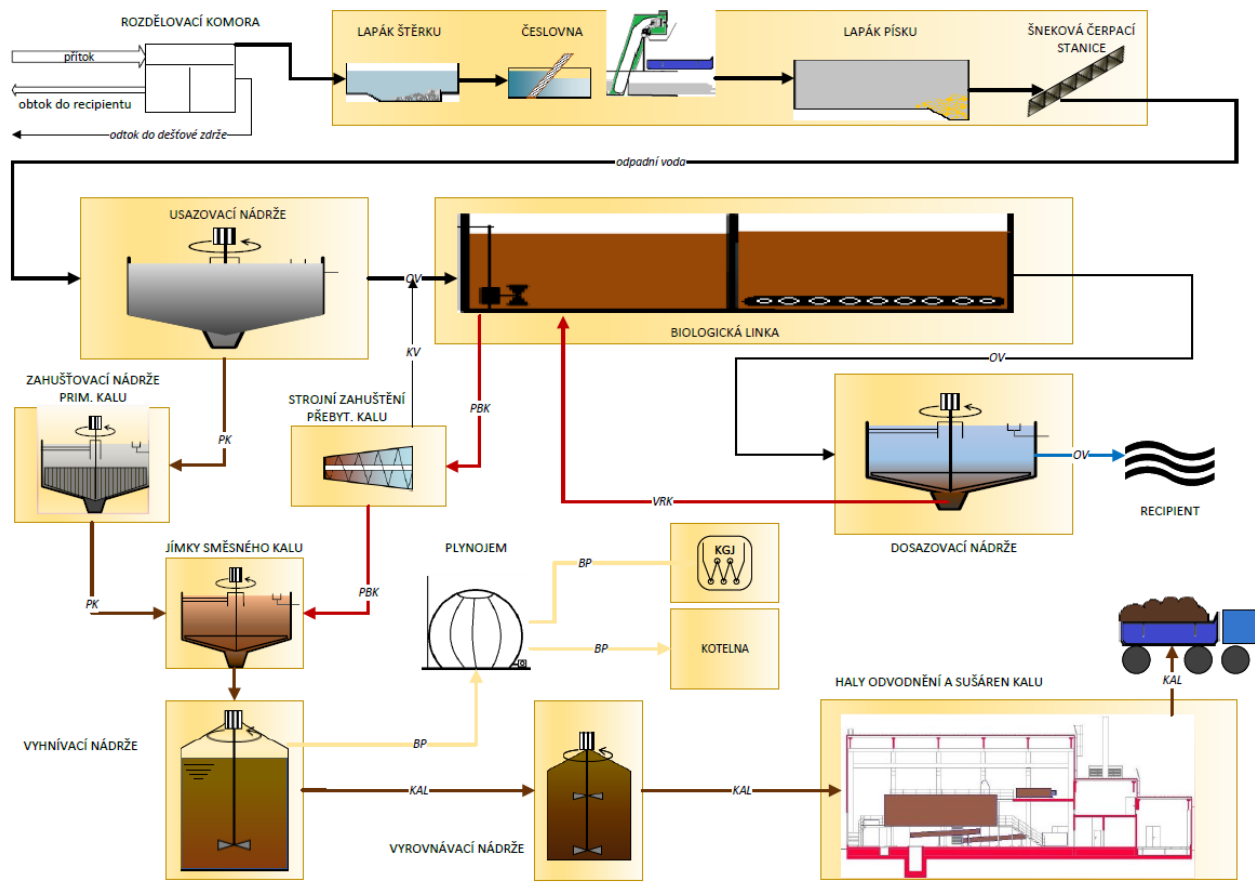 ROZDĚLOVACÍ KOMORA
přítok
obtok do recipientu
odtok do dešťové zdrže
LAPÁK ŠTĚRKU
ČESLOVNA
LAPÁK PÍSKU
ŠNEKOVÁ ČERPACÍ
STANICE
odpadní voda
USAZOVACÍ NÁDRŽE
OV
BIOLOGICKÁ LINKA
KV
OV
ZAHUŠŤOVACÍ NÁDRŽE
PRIM. KALU
PK
STROJNÍ ZAHUŠTĚNÍ
PŘEBYT. KALU
PBK
VRK
OV
RECIPIENT
DOSAZOVACÍ NÁDRŽE
PK
JÍMKY SMĚSNÉHO KALU
PBK
PLYNOJEM
BP
KGJ
BP
KOTELNA
VYHNÍVACÍ NÁDRŽE
BP
KAL
VYROVNÁVACÍ NÁDRŽE
KAL
HALY ODVODNĚNÍ A SUŠÁREN KALU
KAL